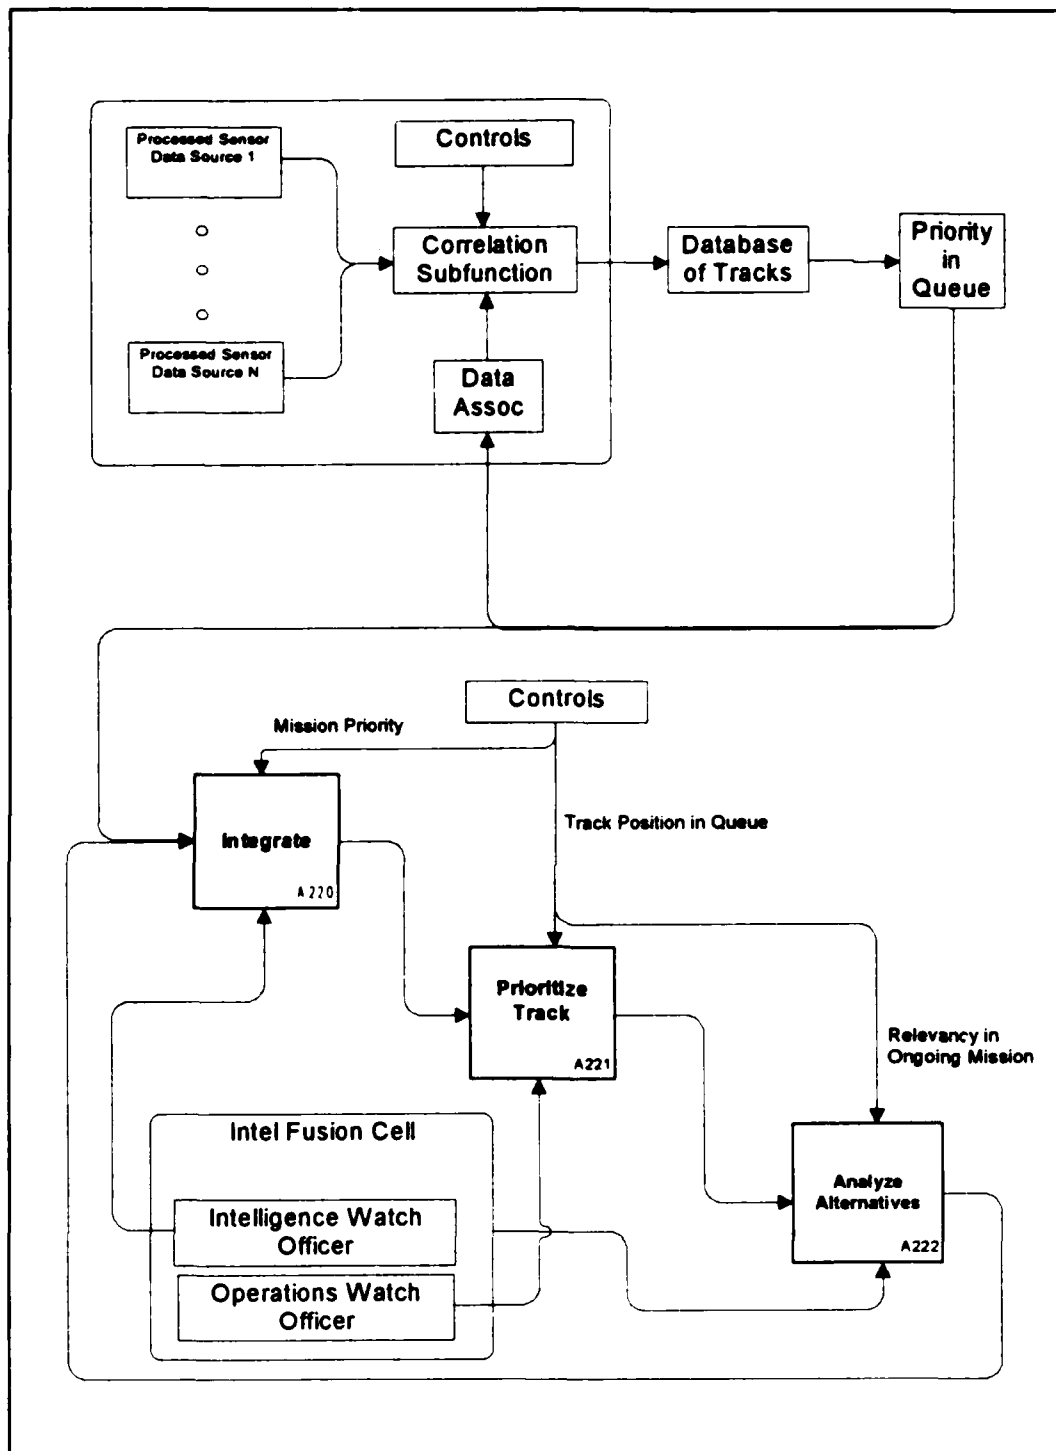 Processed Sensor
Data Source 1
Controls
Correlation
Subfunction
Database
of Tracks
Priority
in
Queue
Processed Sensor
Data Source N
Data
Assoc
Controls
Mission Priority
Integrate
A220
Track Position in Queue
Prioritize
Track
A221
Relevancy in
Ongoing Mission
Intel Fusion Cell
Analyze
Alternatives
A222
Intelligence Watch
Officer
Operations Watch
Officer